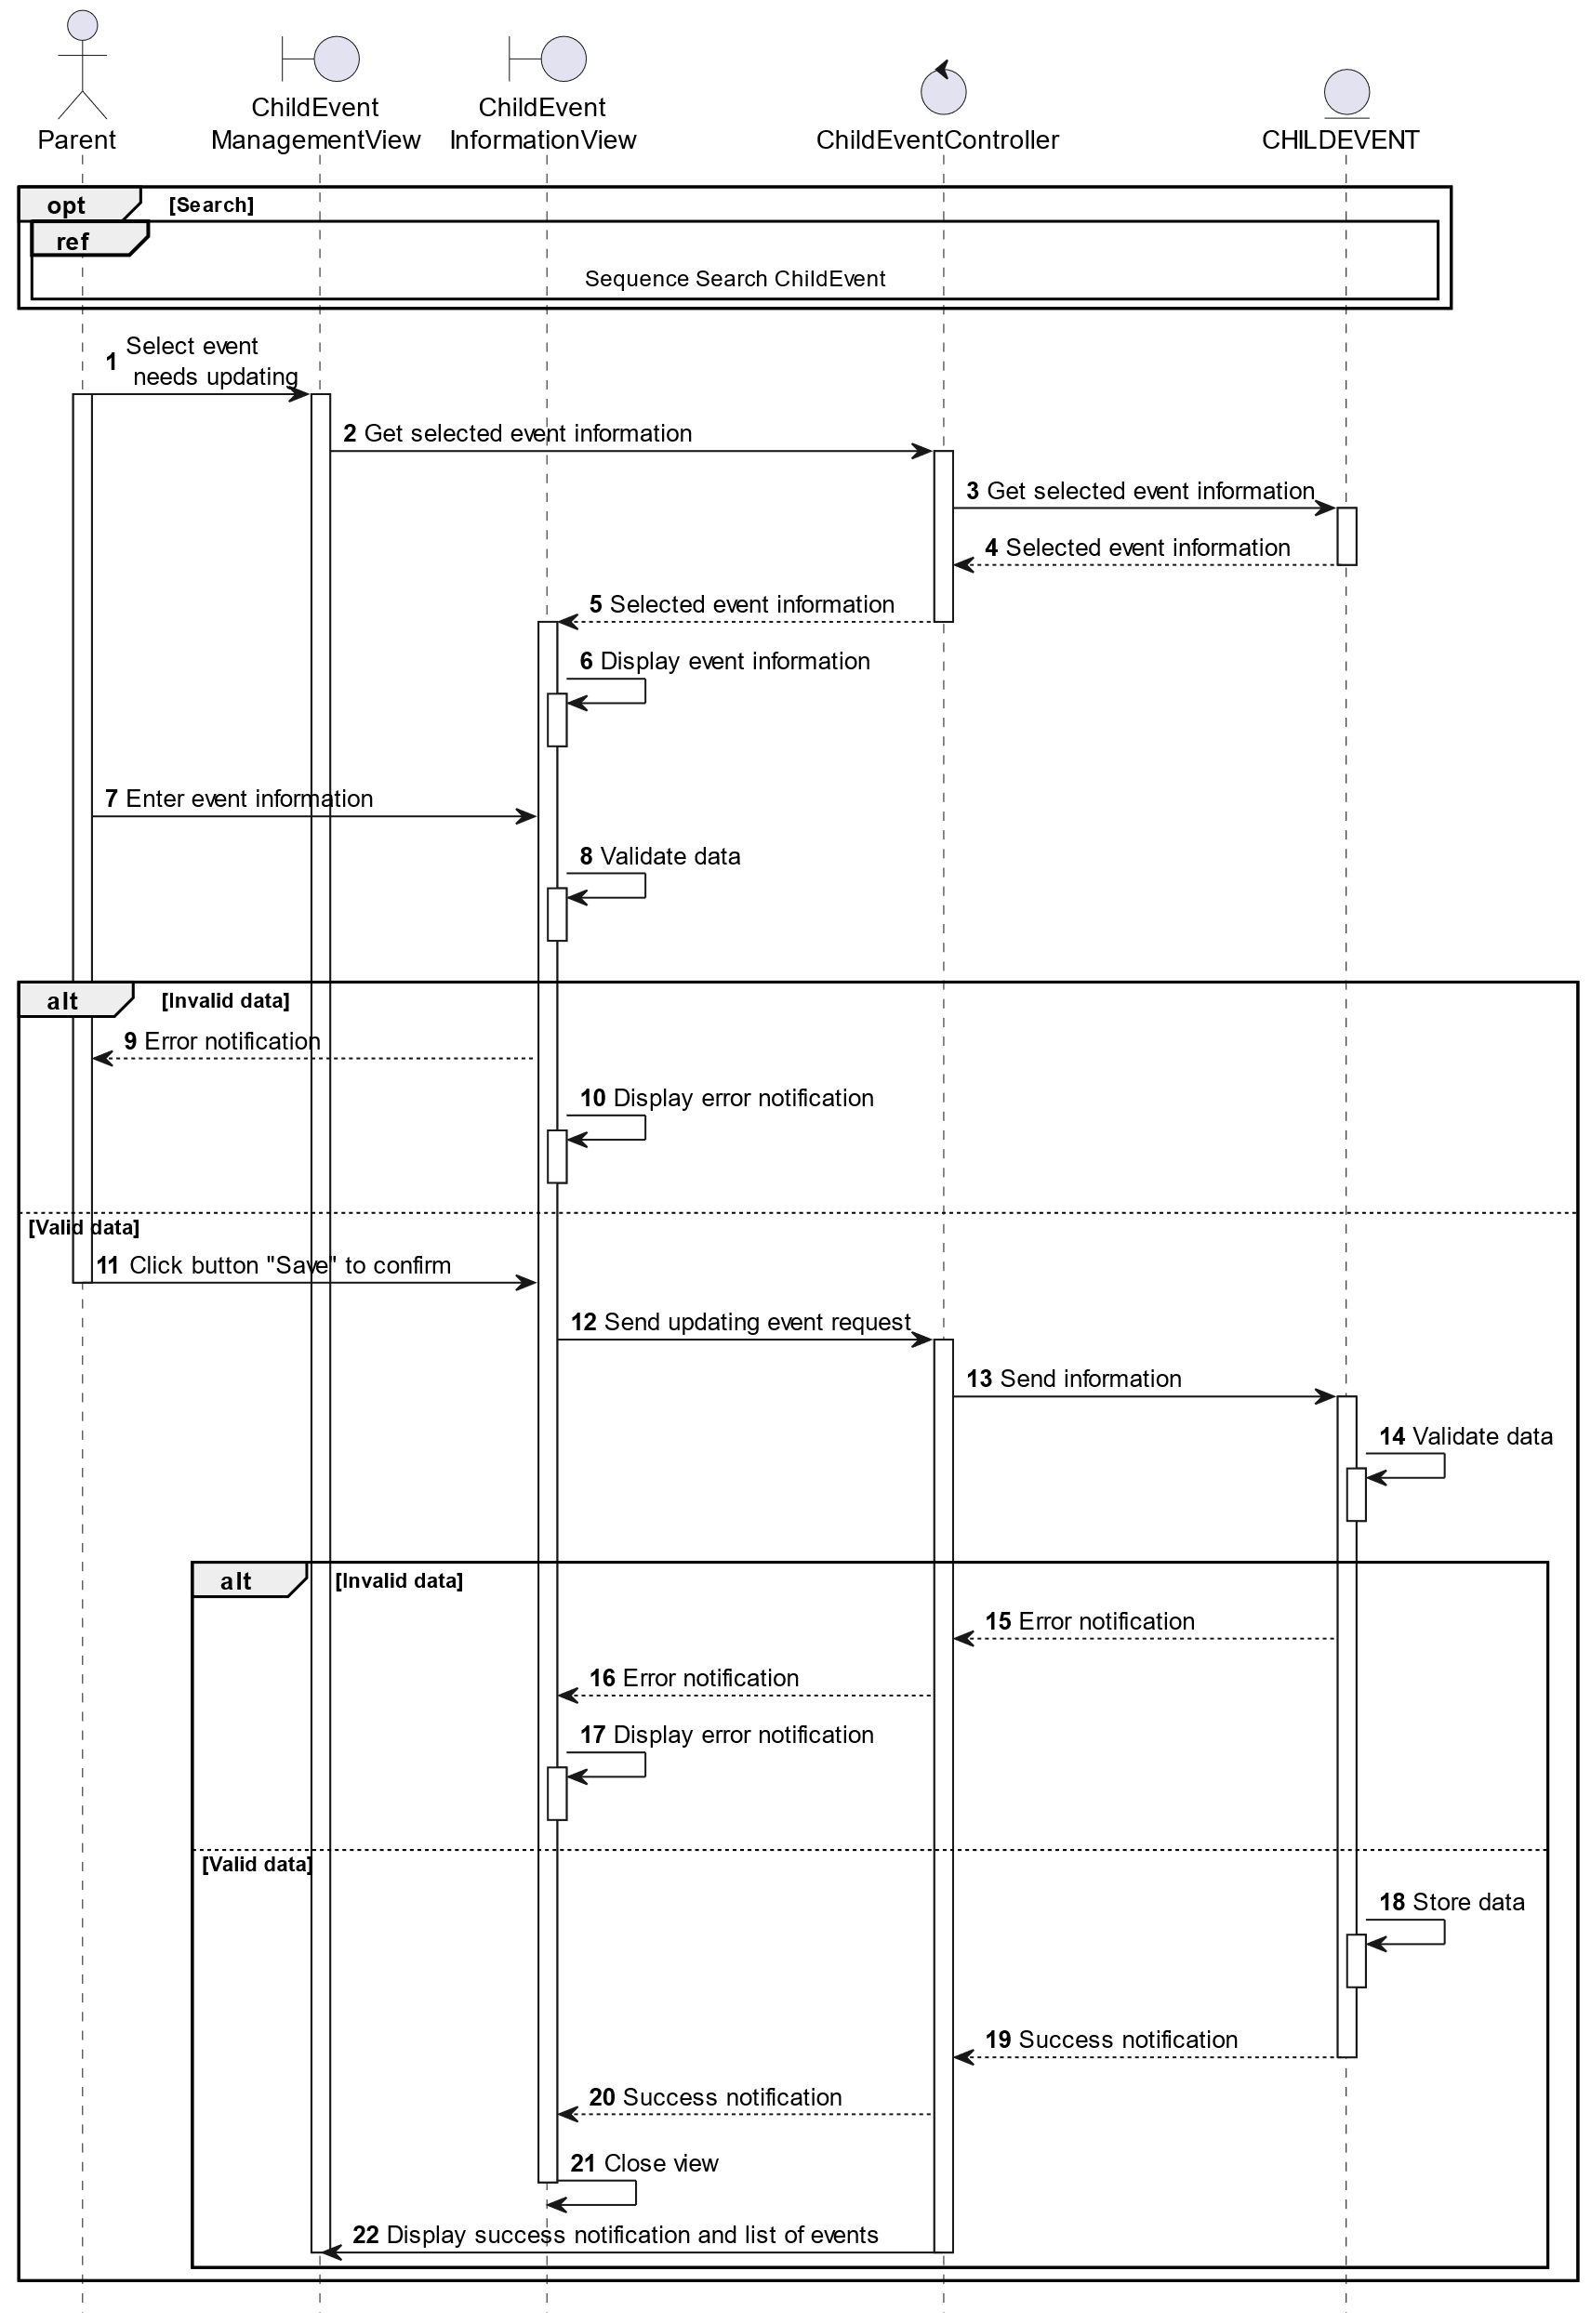 Parent
ChildEvent
ManagementView
ChildEvent
InformationView
ChildEventController
CHILDEVENT
opt [Search]
ref
Sequence Search ChildEvent
1 Select event
needs updating
2 Get selected event information
3 Get selected event information
4 Selected event information
5 Selected event information
6 Display event information
7 Enter event information
8 Validate data
alt [Invalid data]
9 Error notification
10 Display error notification
[Valid data]
11 Click button "Save" to confirm
12 Send updating event request
13 Send information
14 Validate data
alt [Invalid data]
15 Error notification
16 Error notification
17 Display error notification
[Valid data]
18 Store data
19 Success notification
20 Success notification
21 Close view
22 Display success notification and list of events